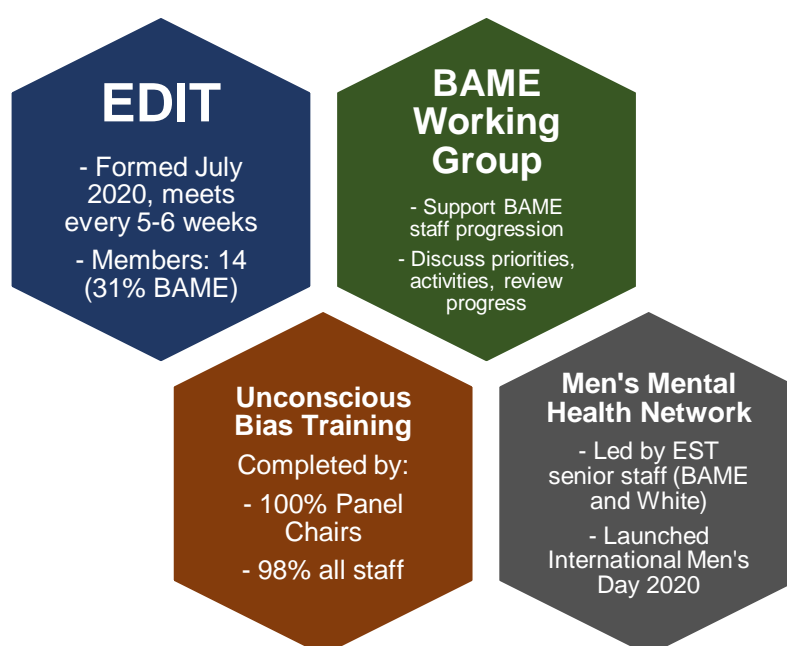 EDIT
- Formed July
2020, meets
every 5-6 weeks
- Members: 14
(31% BAME)
BAME
Working
Group
- Support BAME
staff progression
- Discuss priorities,
activities, review
progress
Unconscious
Bias Training
Completed by:
- 100% Panel
Chairs
- 98% all staff
Men's Mental
Health Network
- Led by EST
senior staff (BAME
and White)
- Launched
International Men's
Day 2020